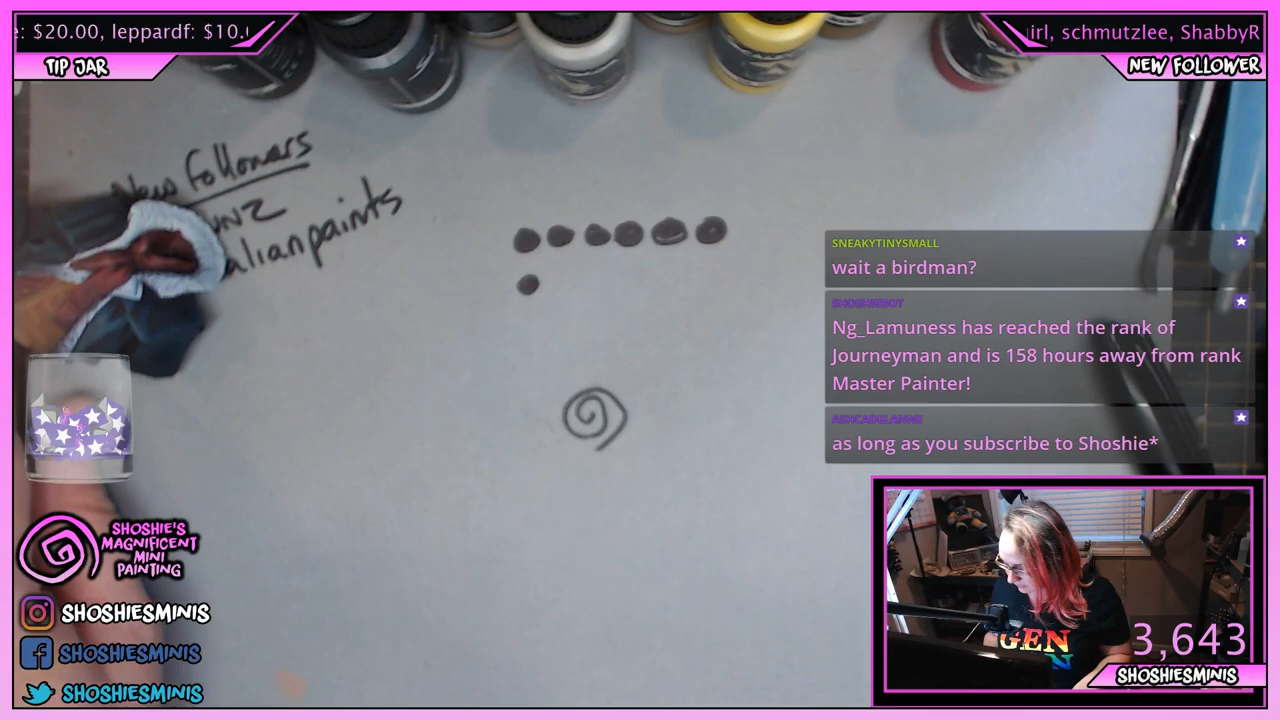 : $20.00, leppardf: $10.
TIP JAR
irl, schmutzlee, ShabbyR
NEW FOLLOWER
New Followers
alianpaints
SNEAKYTINYSMALL
wait a birdman?
SHOSHIESBOT
Ng_Lamuness has reached the rank of
Journeyman and is 158 hours away from rank
Master Painter!
as long as you subscribe to Shoshie*
SHOSHIE'S
MAGNIFICENT
MINI
PAINTING
SHOSHIESMINIS
SHOSHIESMINIS
SHOSHIESMINIS
GEN
3,643
SHOSHIESMINIS